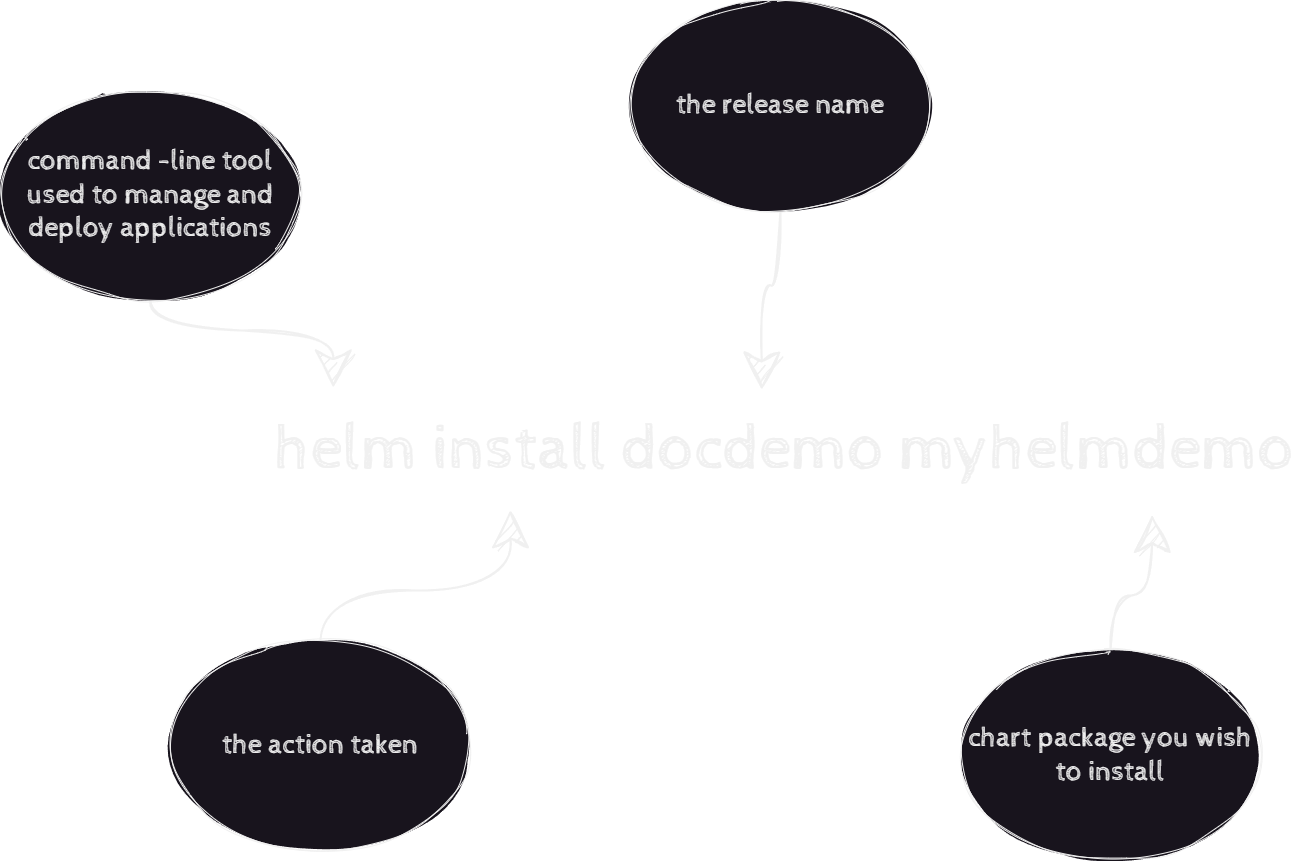 the release name
command -line tool
used to manage and
deploy applications
helm install docdemo myhelmdemo
the action taken
chart package you wish
to install